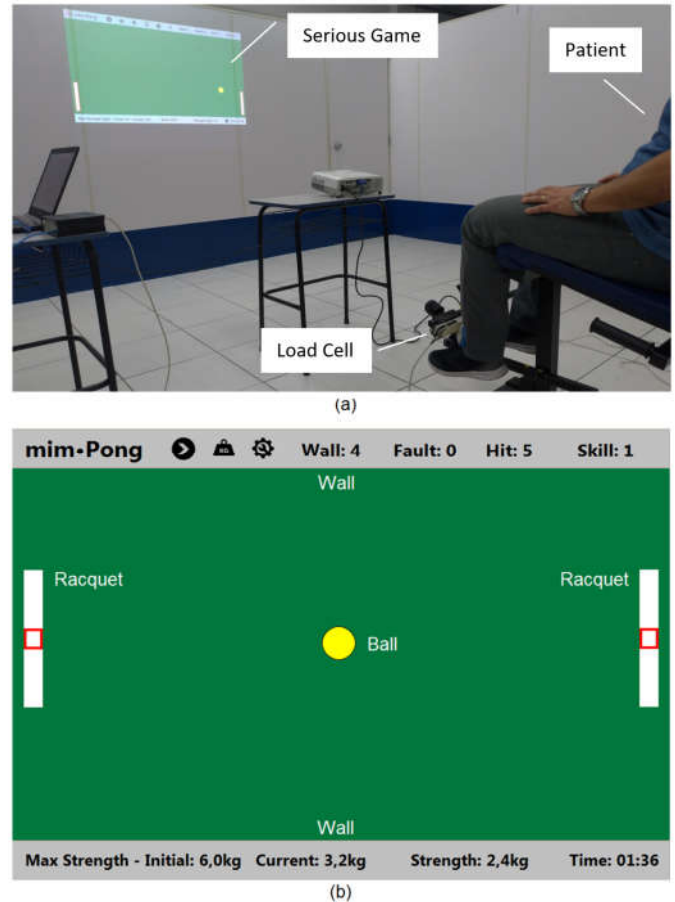 Serious Game
Patient
Load Cell
(a)
mim•Pong KG Wall: 4 Fault: 0 Hit: 5 Skill: 1
Wall
Racquet Racquet
Ball
Wall
Max Strength - Initial: 6,0kg Current: 3,2kg Strength: 2,4kg Time: 01:36
(b)